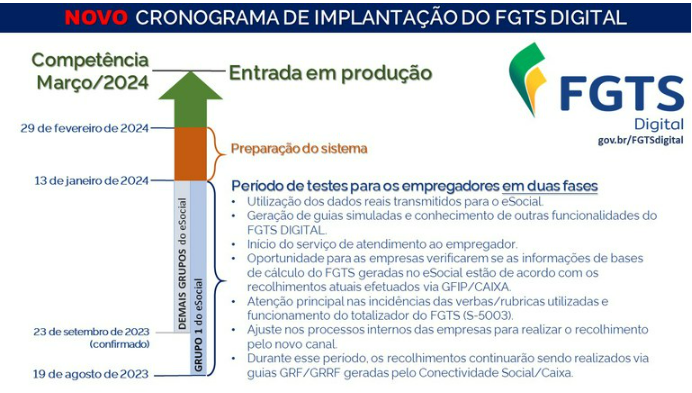 NOVO CRONOGRAMA DE IMPLANTAÇÃO DO FGTS DIGITAL
Competência
Março/2024
Entrada em produção
FGTS
Digital
gov.br/FGTSdigital
29 de fevereiro de 2024
Preparação do sistema
13 de janeiro de 2024
Período de testes para os empregadores em duas fases
• Utilização dos dados reais transmitidos para o eSocial.
• Geração de guias simuladas e conhecimento de outras funcionalidades do
FGTS DIGITAL.
• Início do serviço de atendimento ao empregador.
• Oportunidade para as empresas verificarem se as informações de bases
de cálculo do FGTS geradas no eSocial estão de acordo com os
recolhimentos atuais efetuados via GFIP/CAIXA.
• Atenção principal nas incidências das verbas/rubricas utilizadas e
funcionamento do totalizador do FGTS (S-5003).
• Ajuste nos processos internos das empresas para realizar o recolhimento
pelo novo canal.
• Durante esse período, os recolhimentos continuarão sendo realizados via
guias GRF/GRRF geradas pelo Conectividade Social/Caixa.
DEMAIS GRUPOS do eSocial
GRUPO 1 do eSocial
23 de setembro de 2023
(confirmado)
19 de agosto de 2023